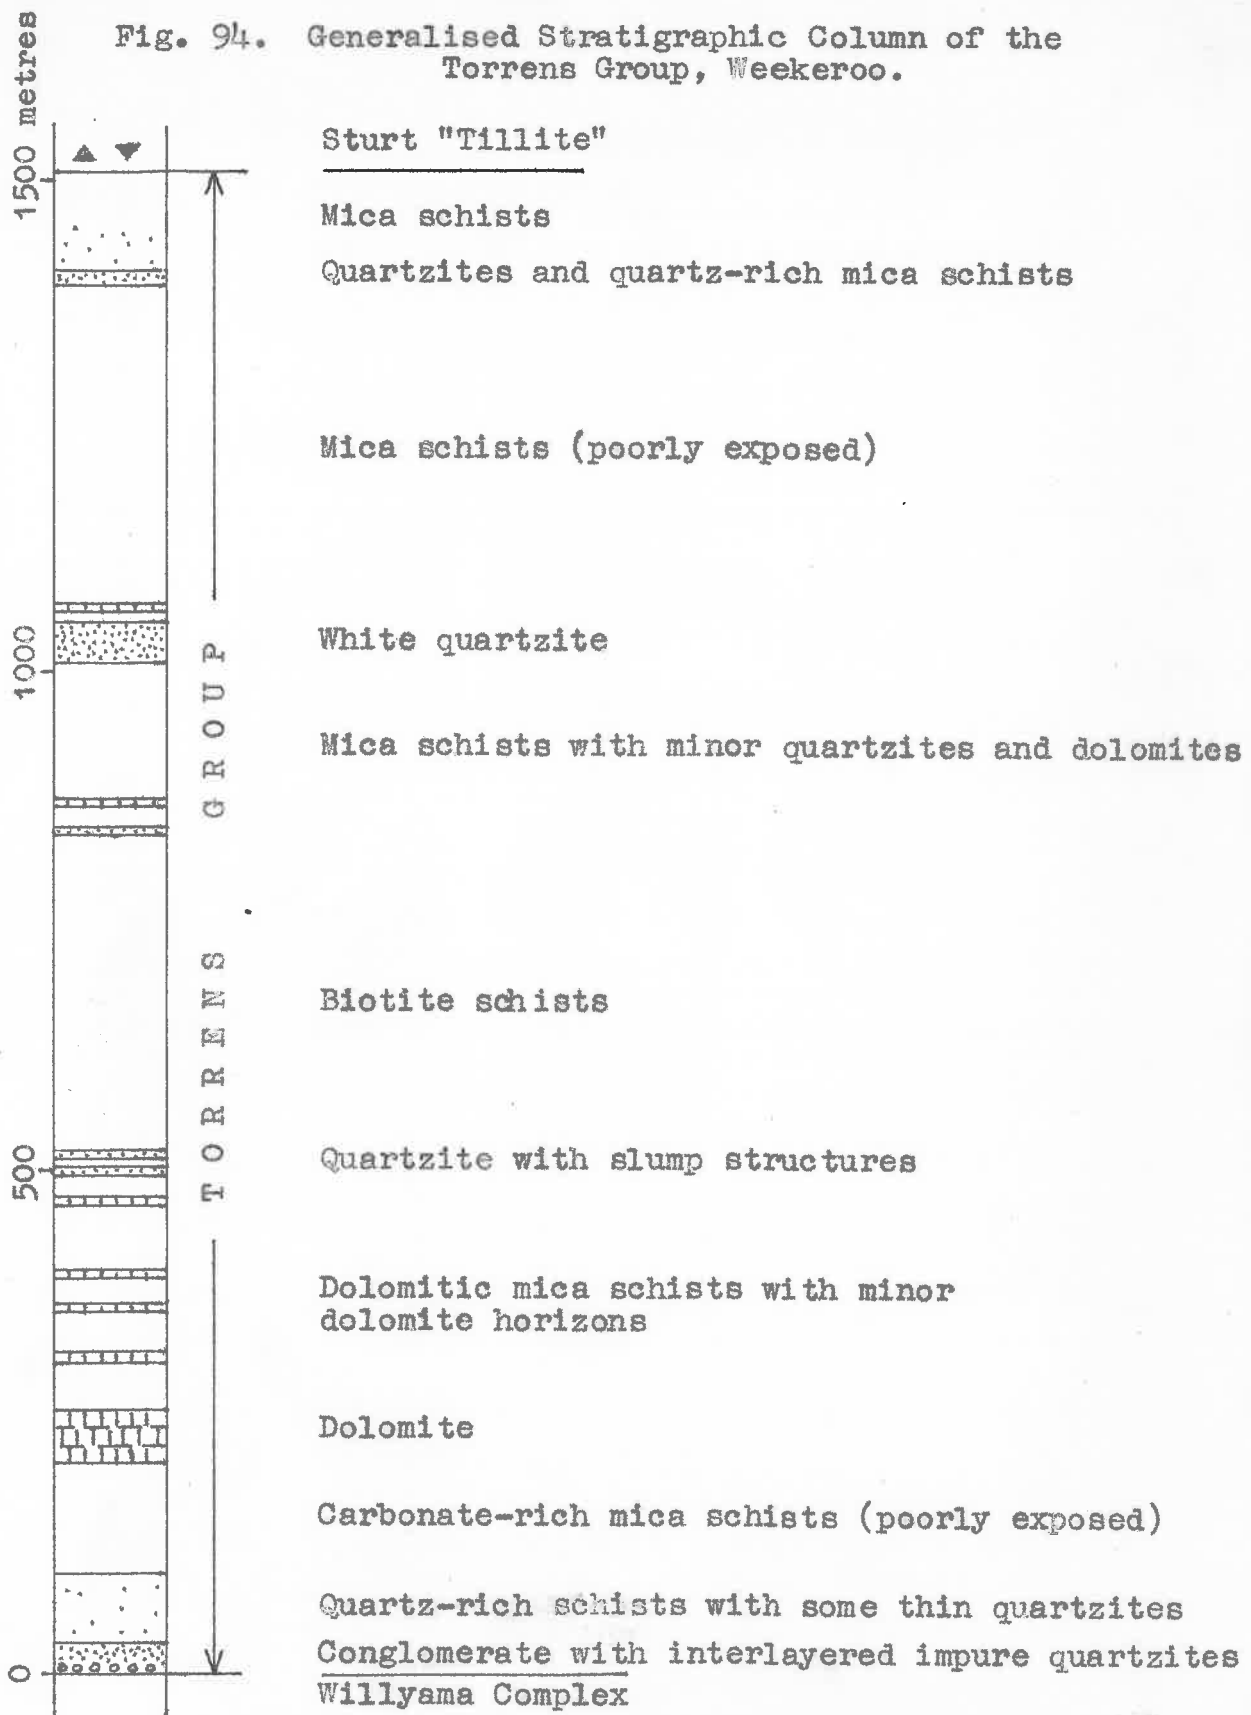 Fig. 94. Generalised Stratigraphic Column of the
Torrens Group, Weekeroo.
1500 metres
Sturt "Tillite"
Mica schists
Quartzites and quartz-rich mica schists
Mica schists (poorly exposed)
1000
White quartzite
Mica schists with minor quartzites and dolomites
TORRENS GROUP
Biotite schists
500
Quartzite with slump structures
Dolomitic mica schists with minor
dolomite horizons
Dolomite
Carbonate-rich mica schists (poorly exposed)
Quartz-rich schists with some thin quartzites
Conglomerate with interlayered impure quartzites
0
Willyama Complex